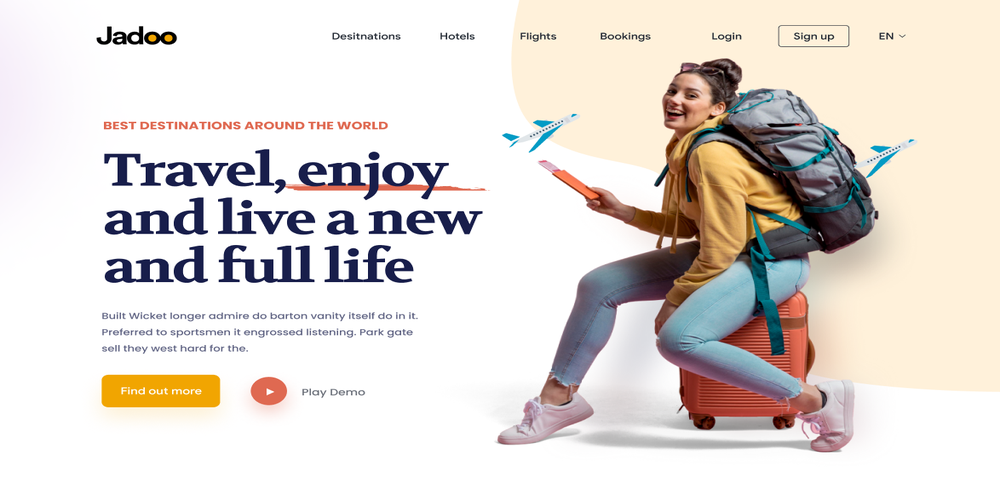 Jadoo
Desitnations Hotels Flights Bookings Login Sign up EN
BEST DESTINATIONS AROUND THE WORLD
Travel, enjoy
and live a new
and full life
Built Wicket longer admire do barton vanity itself do in it.
Preferred to sportsmen it engrossed listening. Park gate
sell they west hard for the.
Find out more Play Demo